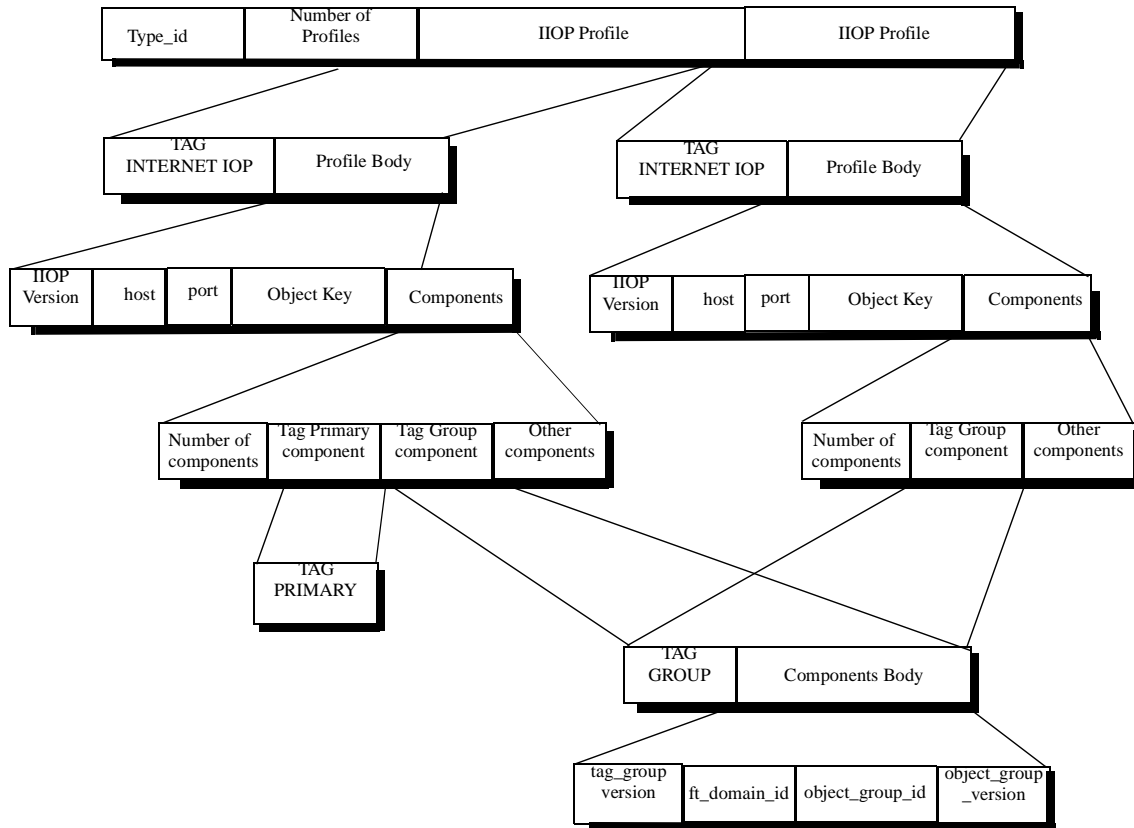 Type_id
Number of
Profiles
IIOP Profile
IIOP Profile
TAG
INTERNET IOP
Profile Body
TAG
INTERNET IOP
Profile Body
IIOP
Version
host
port
Object Key
Components
IIOP
Version
host
port
Object Key
Components
Number of
components
Tag Primary
component
Tag Group
component
Other
components
Number of
components
Tag Group
component
Other
components
TAG
PRIMARY
TAG
GROUP
Components Body
tag_group
version
ft_domain_id
object_group_id
object_group
_version